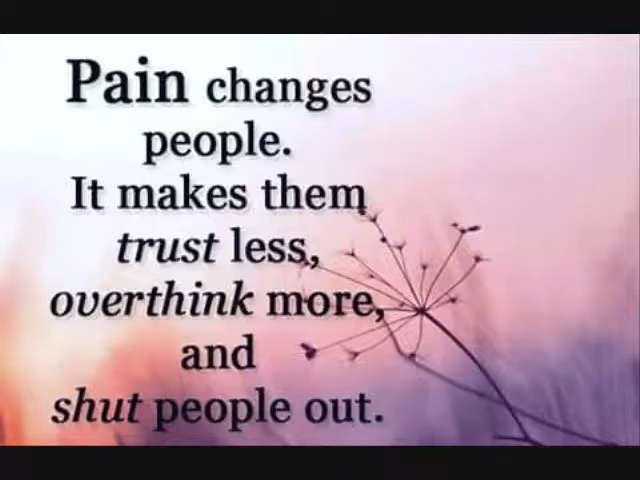 Pain changes
people.
It makes them
trust less,
overthink more,
and
shut people out.